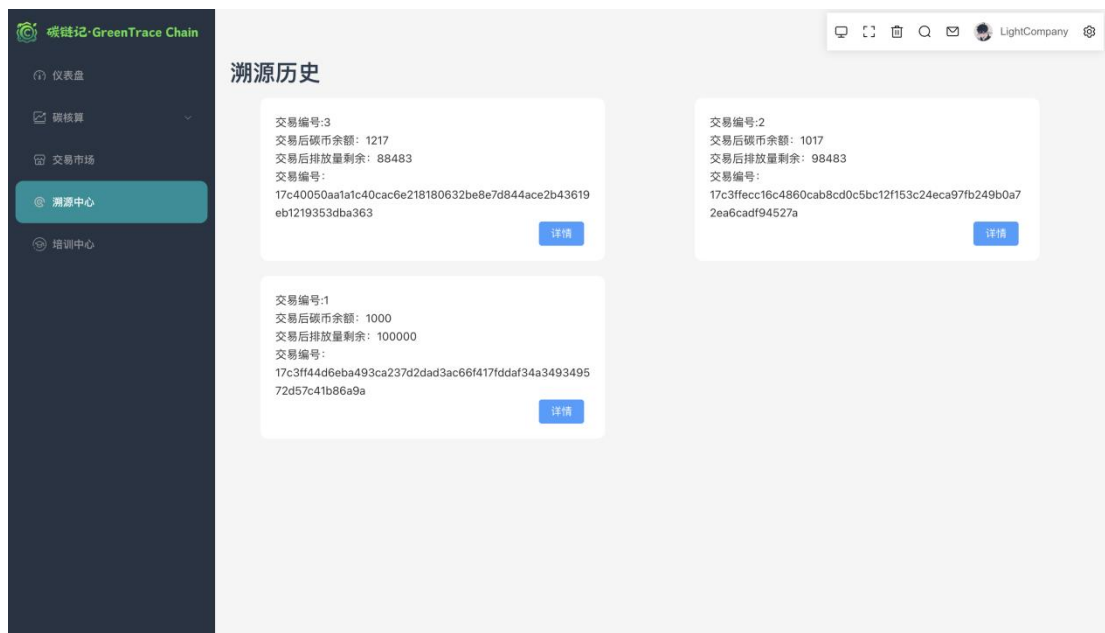 碳链记·GreenTrace Chain
LightCompany
仪表盘
碳核算
交易市场
溯源中心
培训中心
溯源历史
交易编号:3
交易后碳币余额：1217
交易后排放量剩余：88483
交易编号：
17c40050aa1a1c40cac6e218180632be8e7d844ace2b43619
eb1219353dba363
详情
交易编号:2
交易后碳币余额：1017
交易后排放量剩余：98483
交易编号：
17c3ffecc16c4860cab8cd0c5bc12f153c24eca97fb249b0a7
2ea6cadf94527a
详情
交易编号:1
交易后碳币余额：1000
交易后排放量剩余：100000
交易编号：
17c3ff44d6eba493ca237d2dad3ac66f417fddaf34a3493495
72d57c41b86a9a
详情